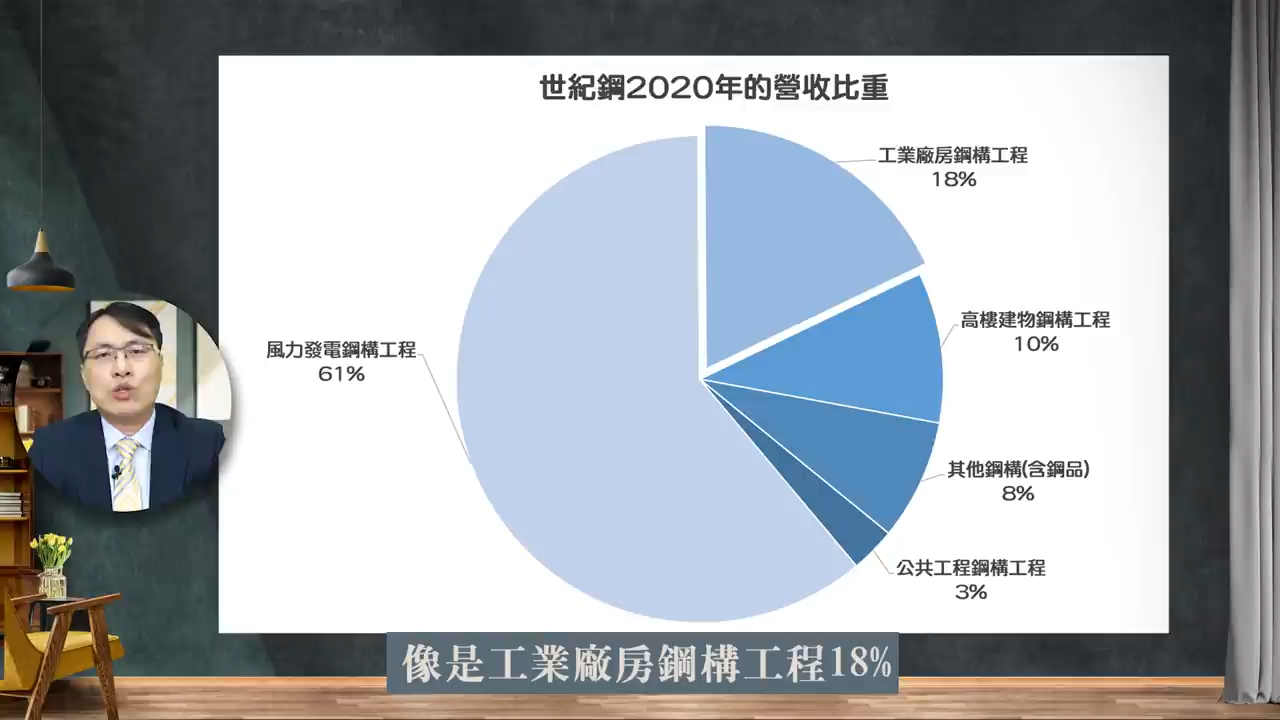 世紀鋼2020年的營收比重
工業廠房鋼構工程
18%
高樓建物鋼構工程
10%
風力發電鋼構工程
61%
其他鋼構(含鋼品)
8%
公共工程鋼構工程
3%
像是工業廠房鋼構工程18%